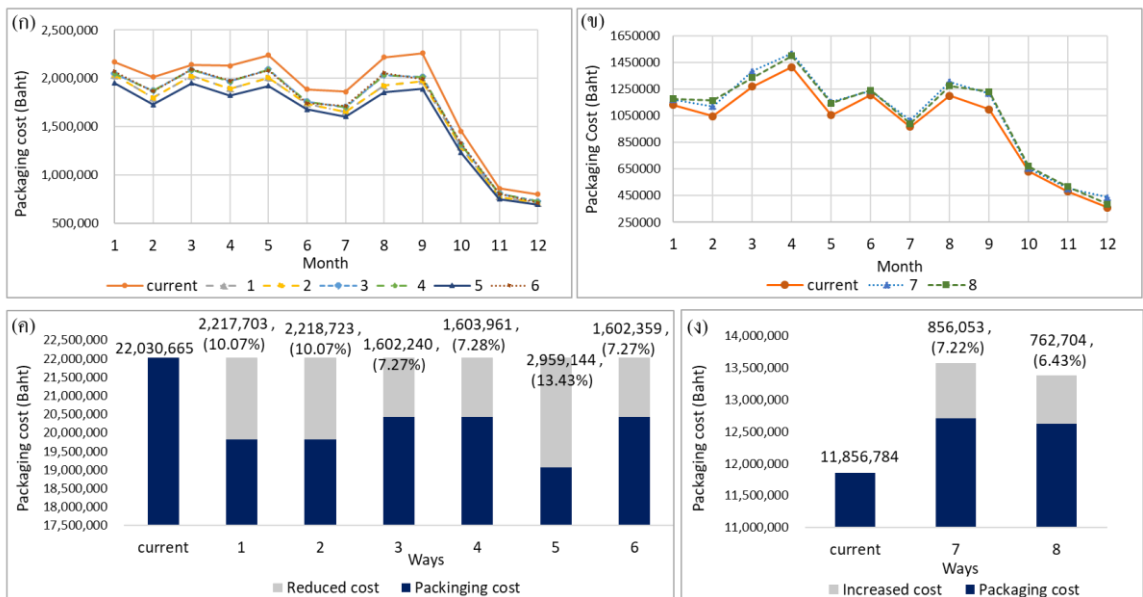 (ก)
Packaging cost (Baht)
2,500,000
2,000,000
1,500,000
1,000,000
500,000
1 2 3 4 5 6 7 8 9 10 11 12
Month
current 1 2 3 4 5 6
(ข)
Packaging Cost (Baht)
1650000
1450000
1250000
1050000
850000
650000
450000
250000
1 2 3 4 5 6 7 8 9 10 11 12
Month
current 7 8
(ค)
Packaging cost (Baht)
22,500,000
22,000,000
21,500,000
21,000,000
20,500,000
20,000,000
19,500,000
19,000,000
18,500,000
18,000,000
17,500,000
22,030,665
2,217,703 ,
(10.07%)
2,218,723 ,
(10.07%)
1,602,240 ,
(7.27%)
1,603,961 ,
(7.28%)
2,959,144 ,
(13.43%)
1,602,359 ,
(7.27%)
current 1 2 3 4 5 6
Ways
Reduced cost Packinging cost
(ง)
Packaging cost (Baht)
14,000,000
13,500,000
13,000,000
12,500,000
12,000,000
11,500,000
11,000,000
11,856,784
856,053 ,
(7.22%)
762,704 ,
(6.43%)
current 7 8
Ways
Increased cost Packaging cost